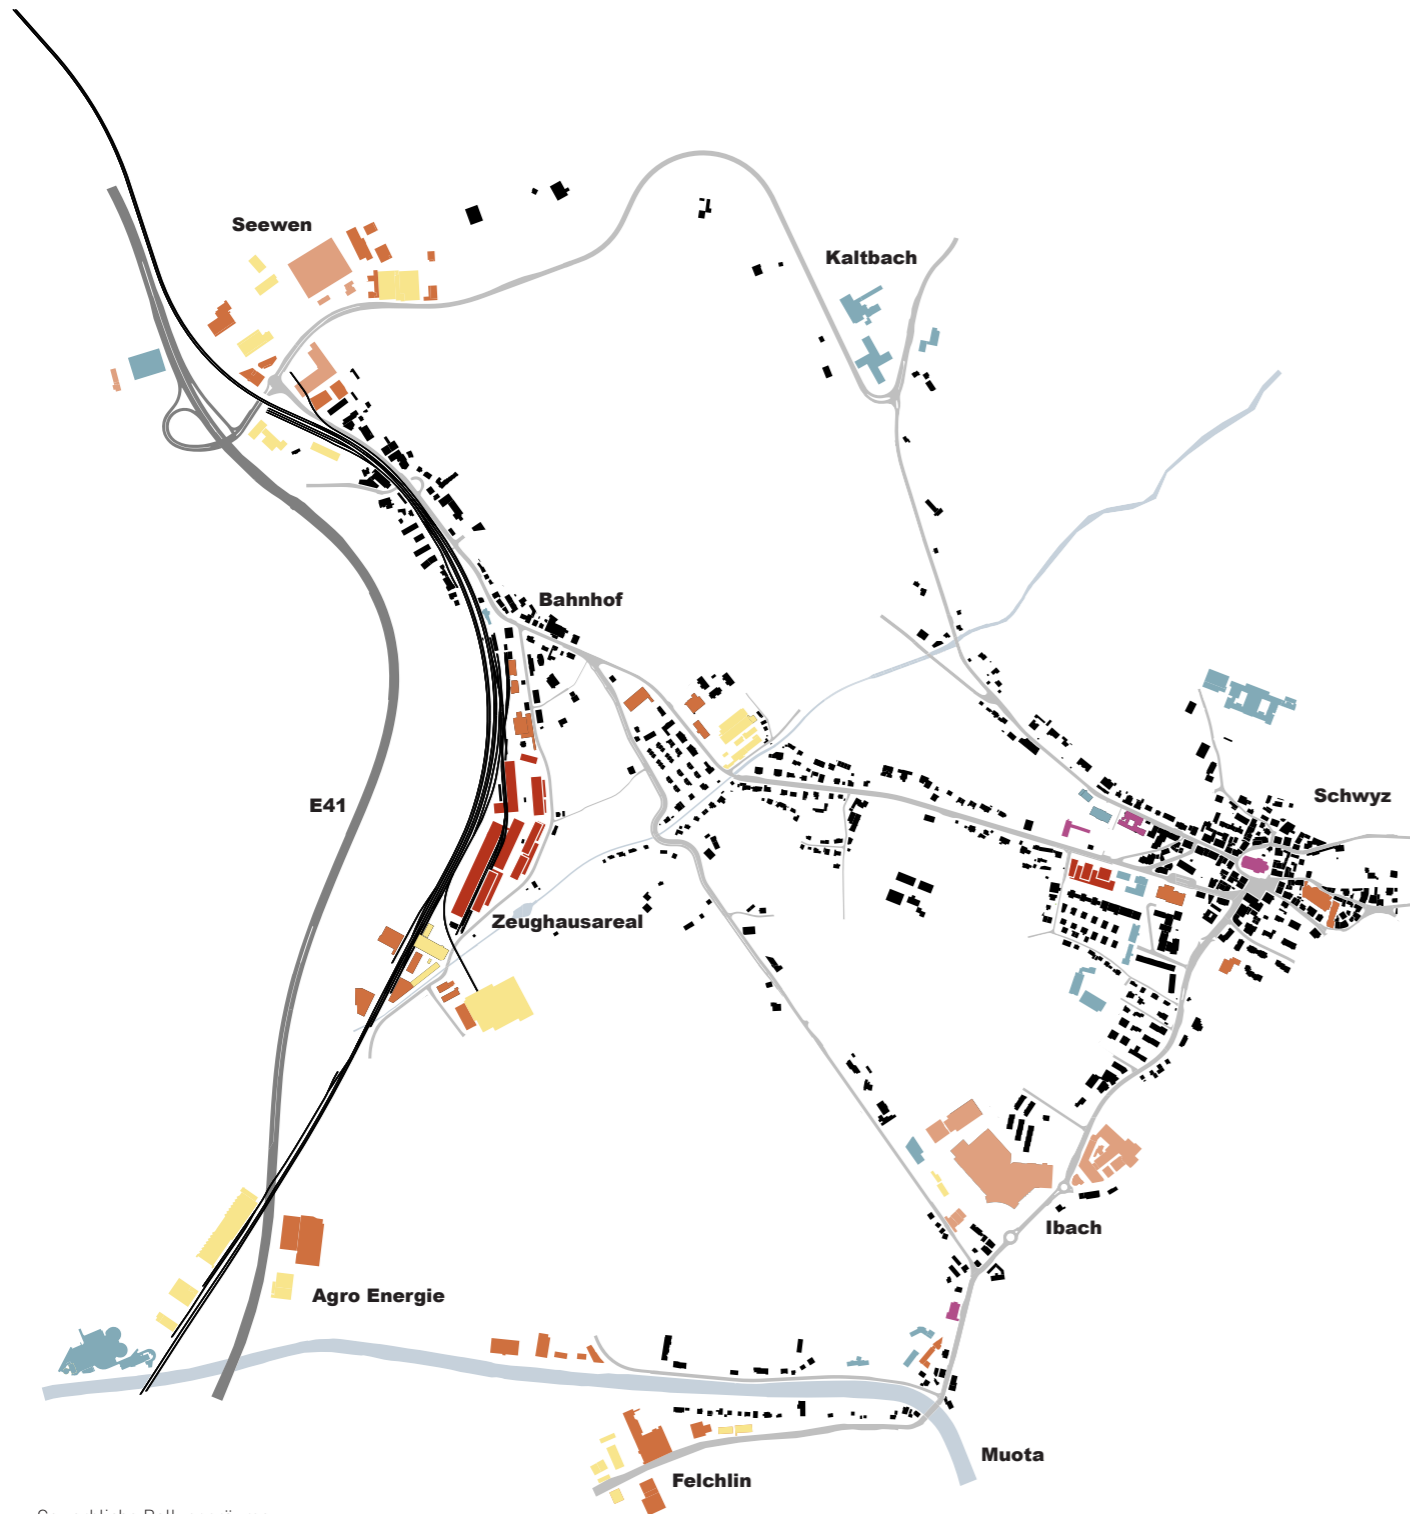 Seewen
Kaltbach
Bahnhof
E41
Schwyz
Zeughausareal
Ibach
Agro Energie
Muota
Felchlin